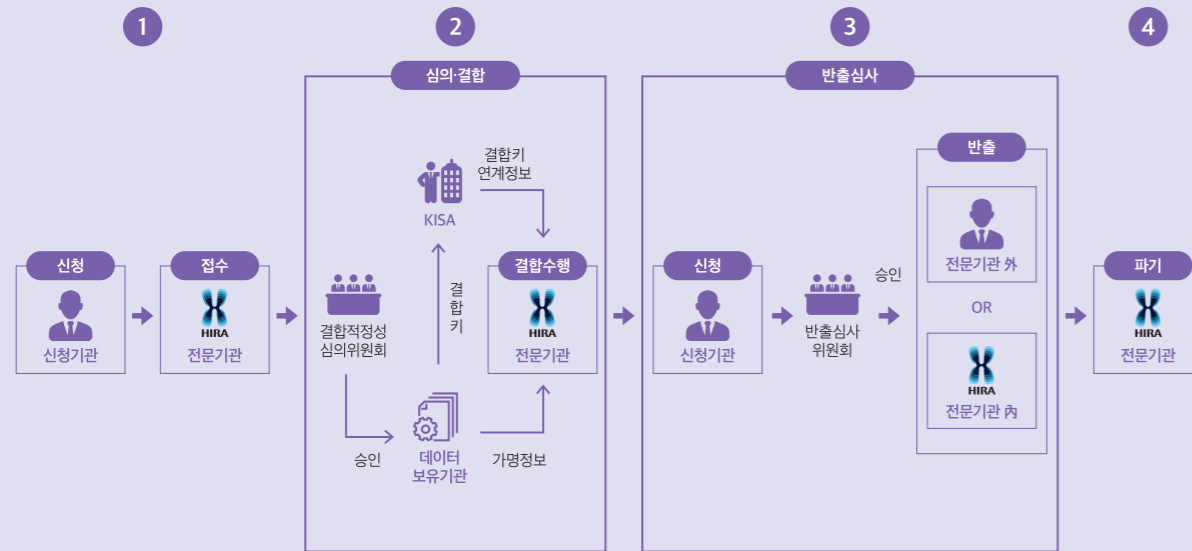 1
신청
신청기관
접수
HIRA
전문기관
2
심의·결합
결합적정성
심의위원회
승인
데이터
보유기관
결합키
KISA
결합키
연계정보
가명정보
결합수행
HIRA
전문기관
3
반출심사
신청
신청기관
반출심사
위원회
승인
반출
전문기관 外
OR
HIRA
전문기관 內
4
파기
HIRA
전문기관